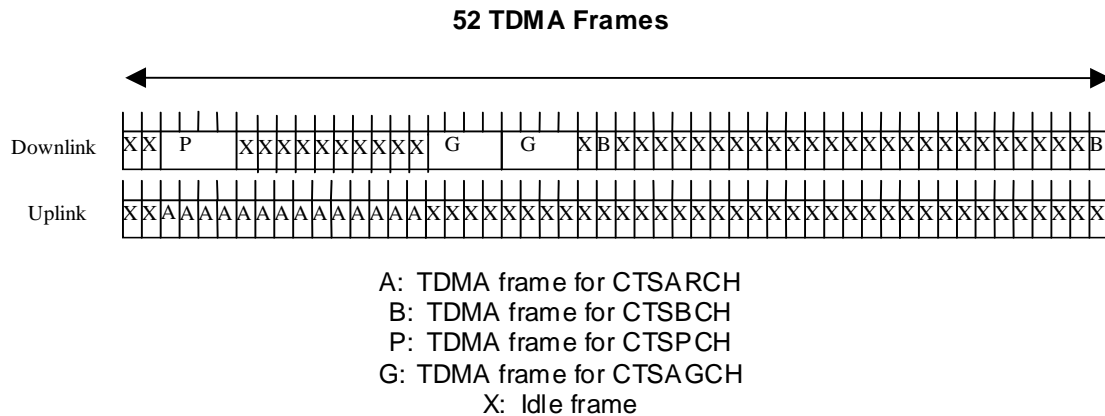 52 TDMA Frames
Downlink X X P X X X X X X X X X X G G X B X X X X X X X X X X X X X X X X X X X X X X X X X B
Uplink X X A A A A A A A A A A A A A A X X X X X X X X X X X X X X X X X X X X X X X X X X X X X X X X X X X X
A: TDMA frame for CTSARCH
B: TDMA frame for CTSBCH
P: TDMA frame for CTSPCH
G: TDMA frame for CTSAGCH
X: Idle frame